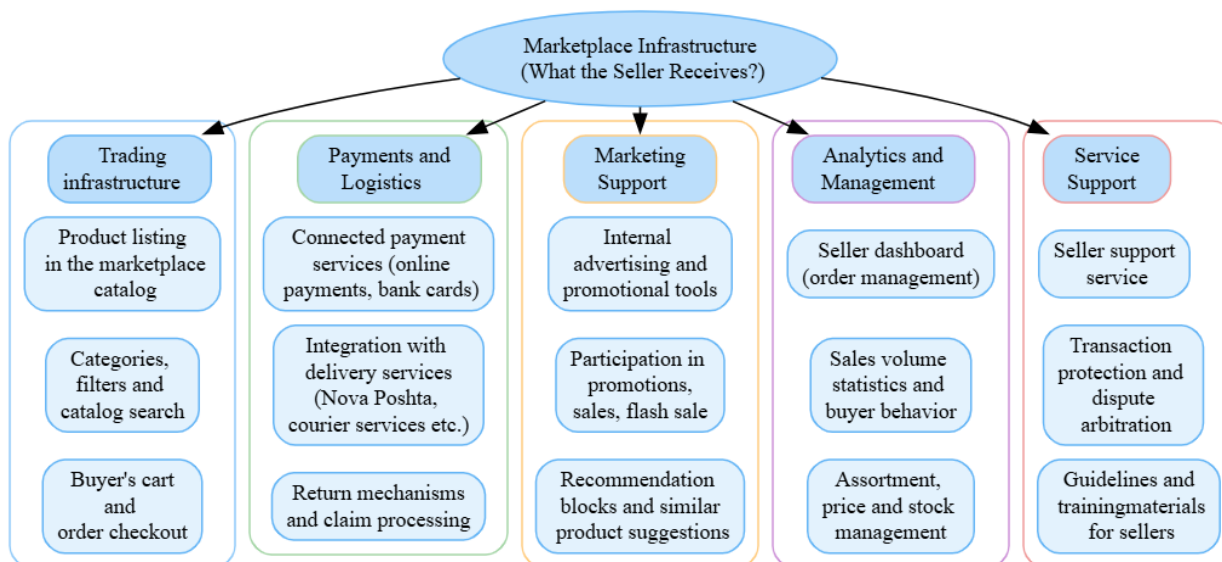 Marketplace Infrastructure
(What the Seller Receives?)
Trading
infrastructure
Product listing
in the marketplace
catalog
Categories,
filters and
catalog search
Buyer's cart
and
order checkout
Payments and
Logistics
Connected payment
services (online
payments, bank cards)
Integration with
delivery services
(Nova Poshta,
courier services etc.)
Return mechanisms
and claim processing
Marketing
Support
Internal
advertising and
promotional tools
Participation in
promotions,
sales, flash sale
Recommendation
blocks and similar
product suggestions
Analytics and
Management
Seller dashboard
(order management)
Sales volume
statistics and
buyer behavior
Assortment,
price and stock
management
Service
Support
Seller support
service
Transaction
protection and
dispute
arbitration
Guidelines and
trainingmaterials
for sellers